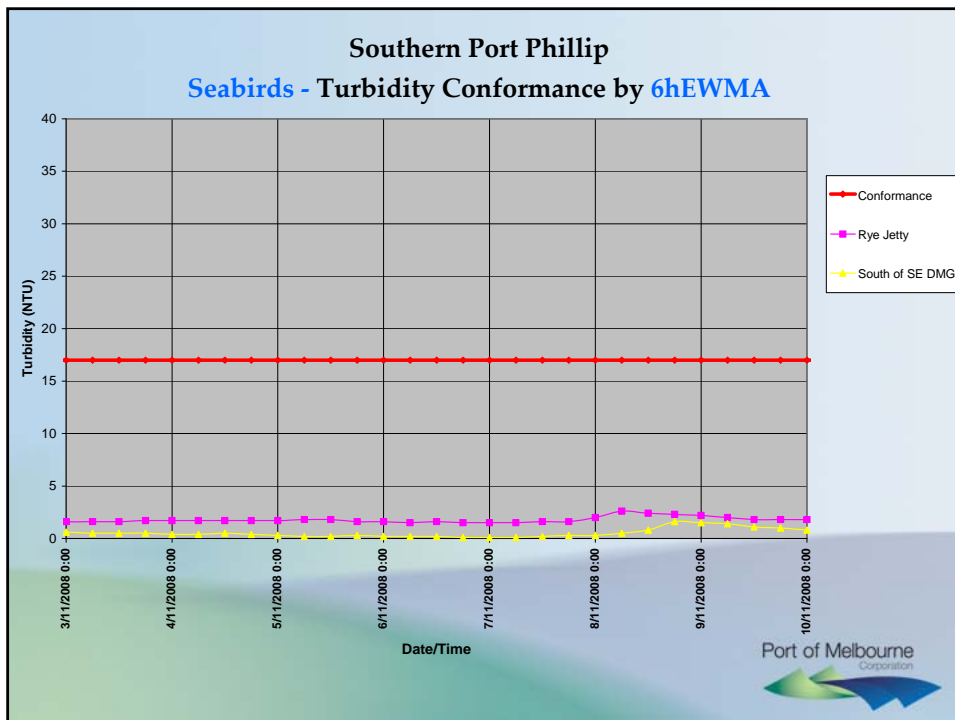 Southern Port Phillip
Seabirds - Turbidity Conformance by 6hEWMA
40
35
30
25
20
15
10
5
0
Turbidity (NTU)
3/11/2008 0:00
4/11/2008 0:00
5/11/2008 0:00
6/11/2008 0:00
7/11/2008 0:00
8/11/2008 0:00
9/11/2008 0:00
10/11/2008 0:00
Date/Time
Conformance
Rye Jetty
South of SE DMG
Port of Melbourne
Corporation